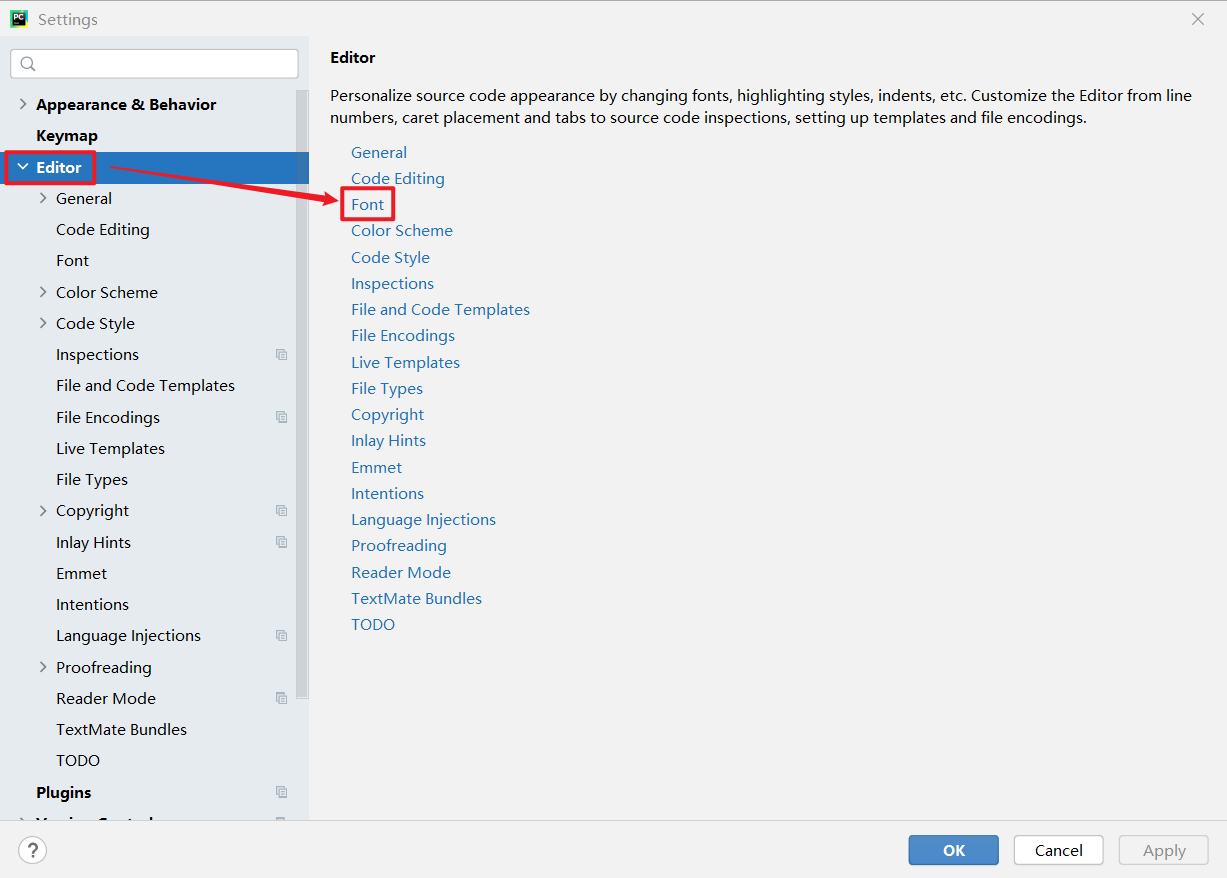 PC
Settings
Appearance & Behavior
Keymap
Editor
General
Code Editing
Font
Color Scheme
Code Style
Inspections
File and Code Templates
File Encodings
Live Templates
File Types
Copyright
Inlay Hints
Emmet
Intentions
Language Injections
Proofreading
Reader Mode
TextMate Bundles
TODO
Plugins
Version Control
Editor
Personalize source code appearance by changing fonts, highlighting styles, indents, etc. Customize the Editor from line
numbers, caret placement and tabs to source code inspections, setting up templates and file encodings.
General
Code Editing
Font
Color Scheme
Code Style
Inspections
File and Code Templates
File Encodings
Live Templates
File Types
Copyright
Inlay Hints
Emmet
Intentions
Language Injections
Proofreading
Reader Mode
TextMate Bundles
TODO
?
OK
Cancel
Apply